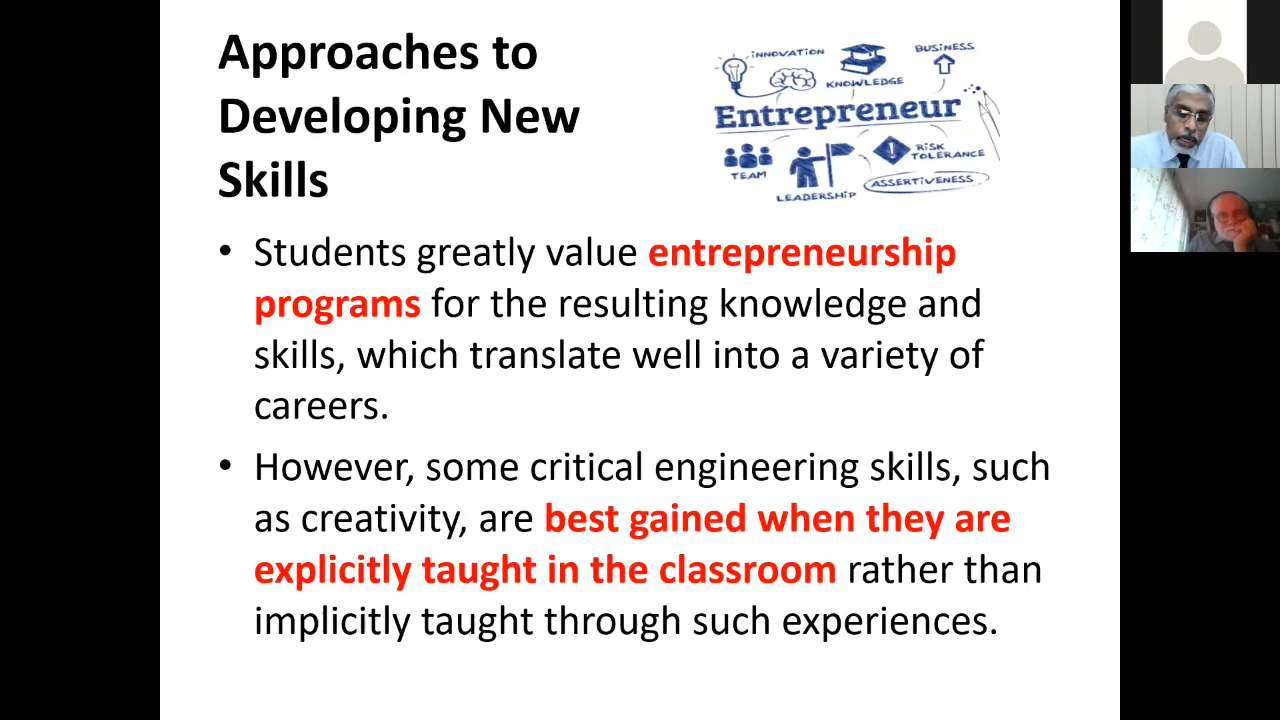 Approaches to
Developing New
Skills
INNOVATION
BUSINESS
KNOWLEDGE
Entrepreneur
RISK
TOLERANCE
TEAM
ASSERTIVENESS
LEADERSHIP
• Students greatly value entrepreneurship
programs for the resulting knowledge and
skills, which translate well into a variety of
careers.
• However, some critical engineering skills, such
as creativity, are best gained when they are
explicitly taught in the classroom rather than
implicitly taught through such experiences.